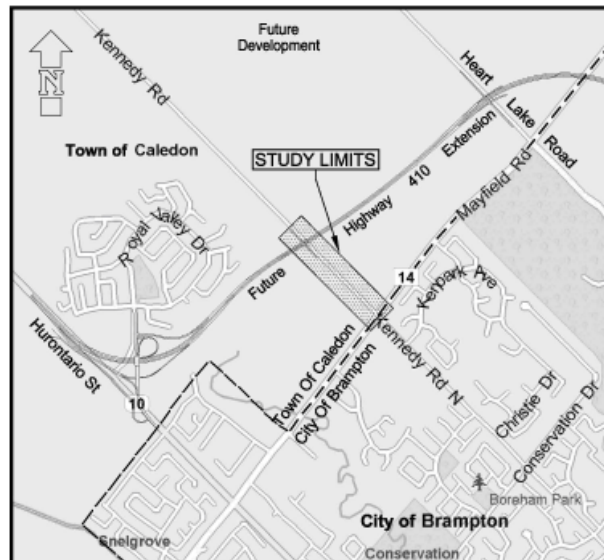 Future
Development
Kennedy Rd
N
Heart
Lake
Road
Town of Caledon
STUDY LIMITS
Extension
410
Highway
Future
Mayfield Rd
Royal Valley Dr
14
Kenpark Ave
Hurontario St
Town Of Caledon
City Of Brampton
Kennedy Rd N
10
Christie Dr
Conservation Dr
Boreham Park
City of Brampton
Snelgrove
Conservation